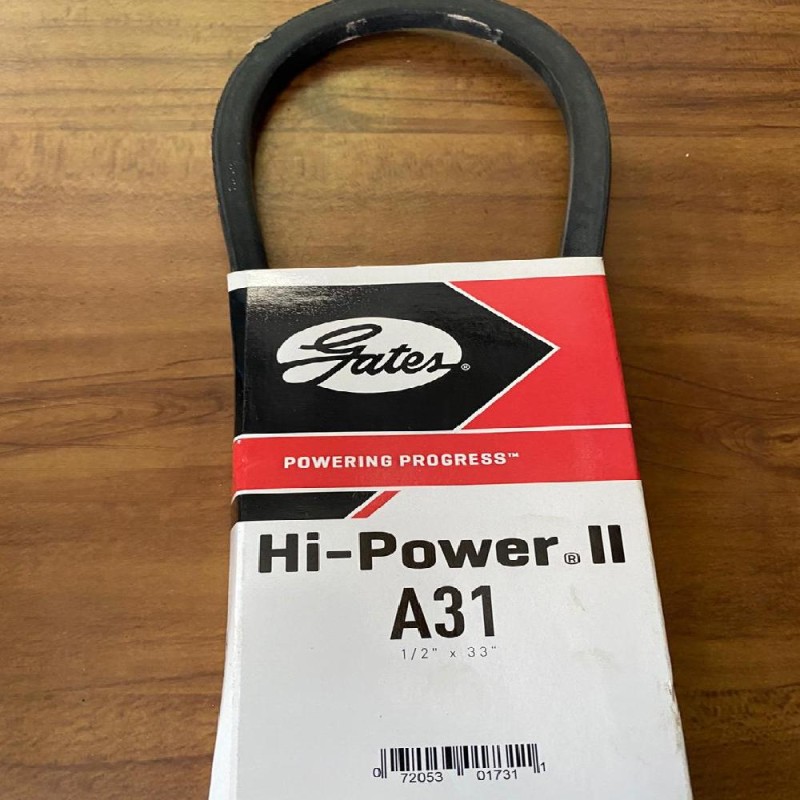 Gates®
POWERING PROGRESS™
Hi-Power® II
A31
1/2" x 33"
0 72053 01731 1